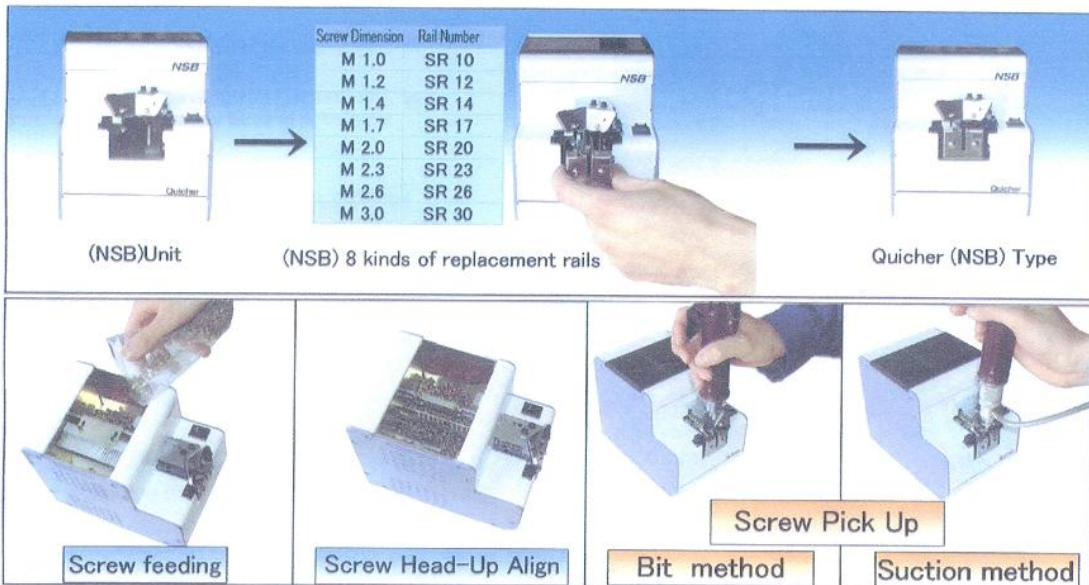 NSB
Quicher
(NSB)Unit
Screw Dimension Rail Number
M 1.0 SR 10
M 1.2 SR 12
M 1.4 SR 14
M 1.7 SR 17
M 2.0 SR 20
M 2.3 SR 23
M 2.6 SR 26
M 3.0 SR 30
NSB
(NSB) 8 kinds of replacement rails
NSB
Quicher
Quicher (NSB) Type
Screw feeding
Screw Head-Up Align
Screw Pick Up
Bit method
Suction method